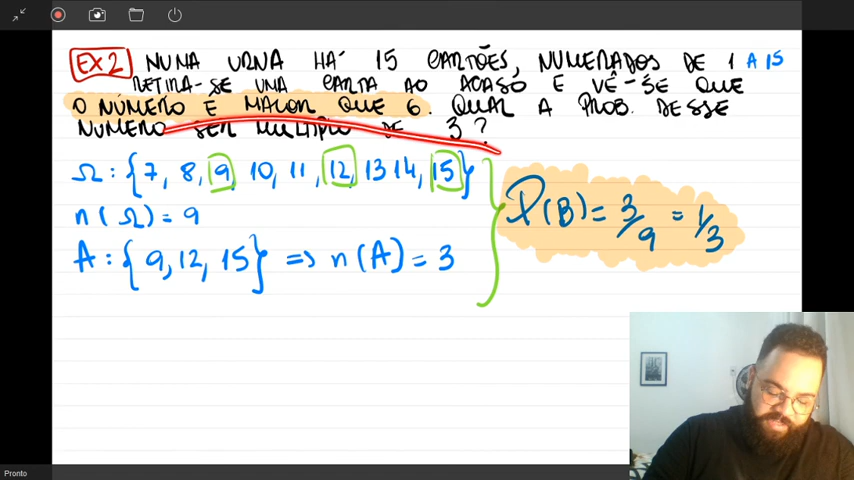 EX2 NUMA URNA HÁ 15 CARTÕES, NUMERADOS DE 1 A 15
RETIRA-SE UMA CARTA AO ACASO E VÊ-SE QUE
O NÚMERO É MAIOR QUE 6. QUAL A PROB. DESSE
NÚMERO SER MÚLTIPLO DE 3?
Ω: {7, 8, 9, 10, 11, 12, 13 14, 15}
n(Ω) = 9
A: {9, 12, 15} => n(A) = 3
P(B) = 3/9 = 1/3
Pronto